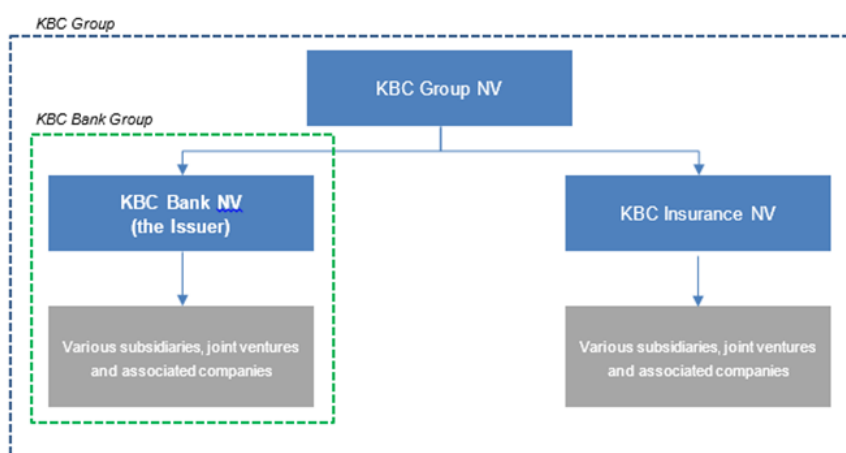 KBC Group
KBC Group NV
KBC Bank Group
KBC Bank NV
(the Issuer)
KBC Insurance NV
Various subsidiaries, joint ventures
and associated companies
Various subsidiaries, joint ventures
and associated companies